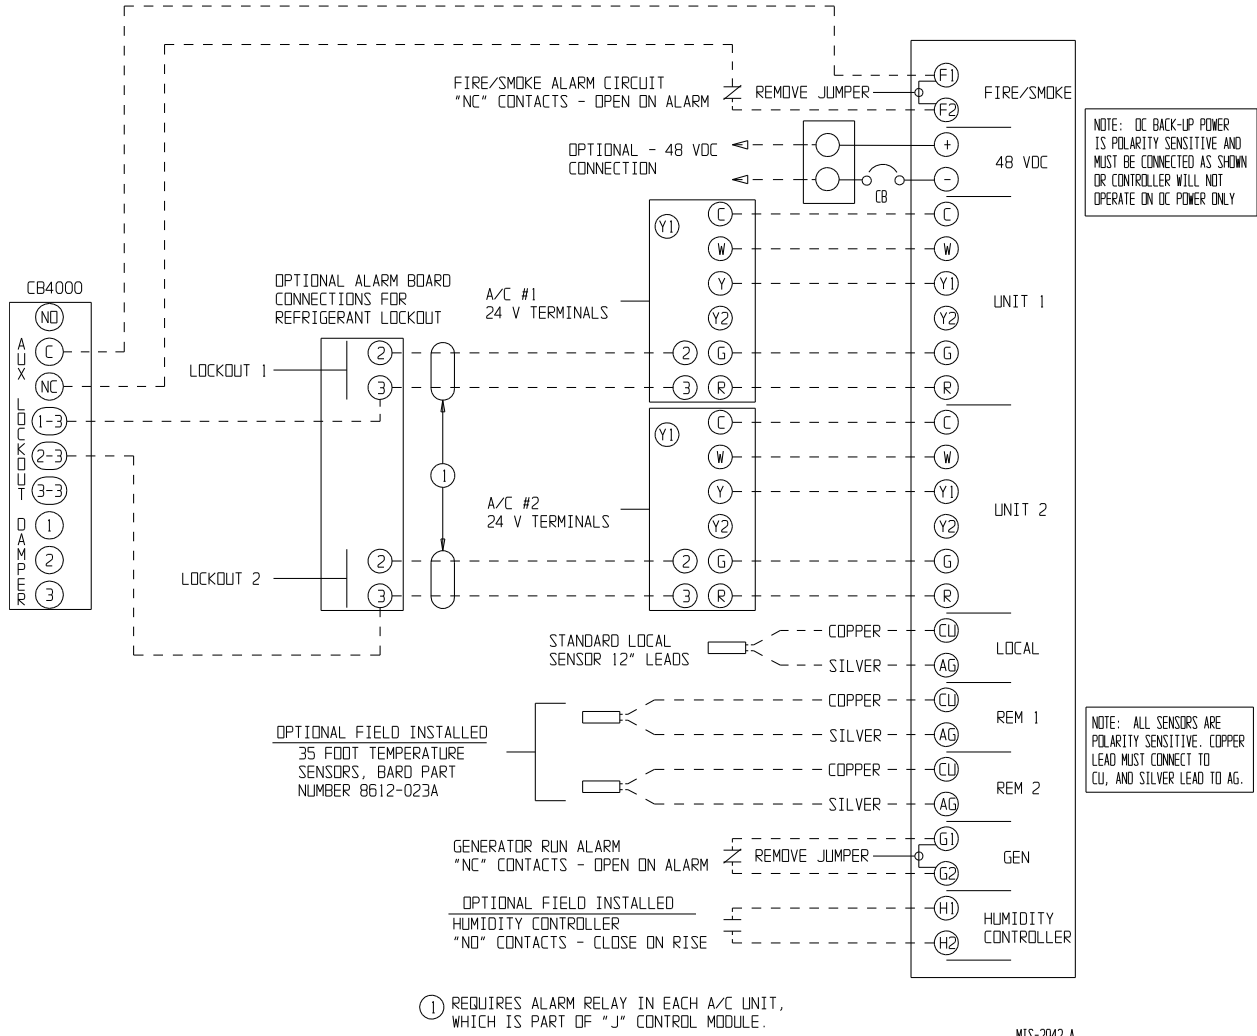 F1
FIRE/SMOKE ALARM CIRCUIT
"NC" CONTACTS - OPEN ON ALARM
REMOVE JUMPER
FIRE/SMOKE
F2
NOTE: DC BACK-UP POWER
IS POLARITY SENSITIVE AND
MUST BE CONNECTED AS SHOWN
OR CONTROLLER WILL NOT
OPERATE ON DC POWER ONLY
OPTIONAL - 48 VDC
CONNECTION
+
48 VDC
-
CB
CB4000
NO
C
NC
1-3
2-3
3-3
1
2
3
AUX LOCKOUT DAMPER
OPTIONAL ALARM BOARD
CONNECTIONS FOR
REFRIGERANT LOCKOUT
LOCKOUT 1
2
3
1
LOCKOUT 2
2
3
A/C #1
24 V TERMINALS
Y1
C
W
Y
Y2
2 G
3 R
C
W
Y1
Y2
G
R
UNIT 1
A/C #2
24 V TERMINALS
Y1
C
W
Y
Y2
2 G
3 R
C
W
Y1
Y2
G
R
UNIT 2
STANDARD LOCAL
SENSOR 12" LEADS
COPPER CU
SILVER AG
LOCAL
OPTIONAL FIELD INSTALLED
35 FOOT TEMPERATURE
SENSORS, BARD PART
NUMBER 8612-023A
COPPER CU
SILVER AG
REM 1
COPPER CU
SILVER AG
REM 2
NOTE: ALL SENSORS ARE
POLARITY SENSITIVE. COPPER
LEAD MUST CONNECT TO
CU, AND SILVER LEAD TO AG.
GENERATOR RUN ALARM
"NC" CONTACTS - OPEN ON ALARM
REMOVE JUMPER
G1
G2
GEN
OPTIONAL FIELD INSTALLED
HUMIDITY CONTROLLER
"NO" CONTACTS - CLOSE ON RISE
H1
H2
HUMIDITY
CONTROLLER
1 REQUIRES ALARM RELAY IN EACH A/C UNIT,
WHICH IS PART OF "J" CONTROL MODULE.
MIS-2042 A